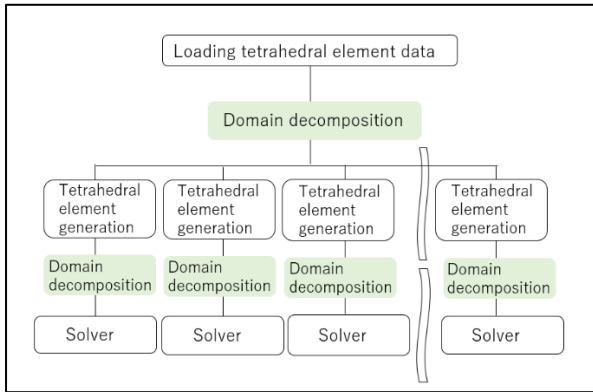 Loading tetrahedral element data
Domain decomposition
Tetrahedral
element
generation
Tetrahedral
element
generation
Tetrahedral
element
generation
Tetrahedral
element
generation
Domain
decomposition
Domain
decomposition
Domain
decomposition
Domain
decomposition
Solver
Solver
Solver
Solver